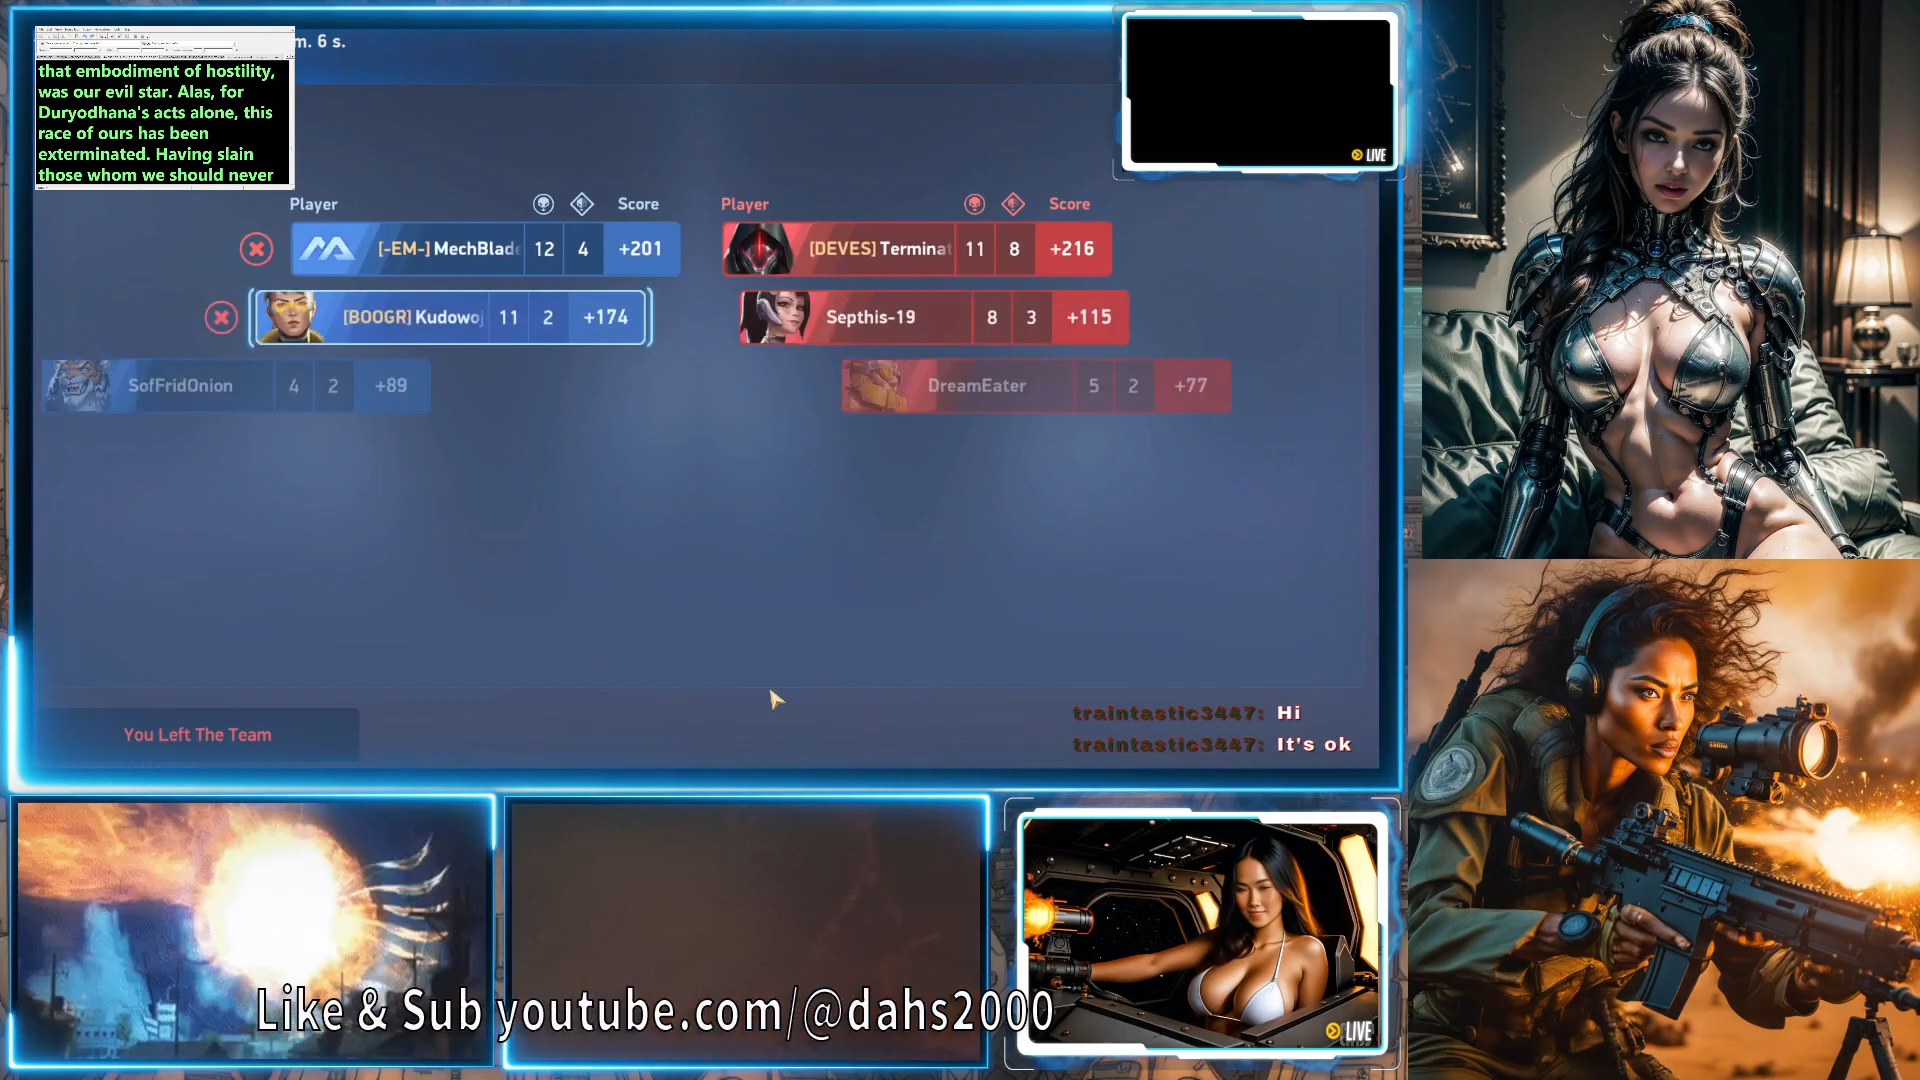 m. 6 s.
that embodiment of hostility,
was our evil star. Alas, for
Duryodhana's acts alone, this
race of ours has been
exterminated. Having slain
those whom we should never
LIVE
Player Score Player Score
[-EM-] MechBlade 12 4 +201 [DEVES] Terminat 11 8 +216
[BOOGR] Kudowoj 11 2 +174 Septhis-19 8 3 +115
SofFridOnion 4 2 +89 DreamEater 5 2 +77
traintastic3447: Hi
You Left The Team
traintastic3447: It's ok
Like & Sub youtube.com/@dahs2000
LIVE